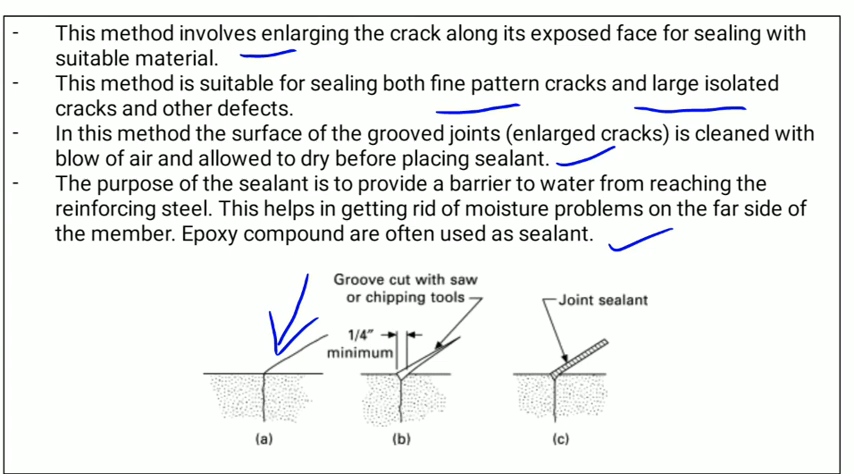 - This method involves enlarging the crack along its exposed face for sealing with
suitable material.
- This method is suitable for sealing both fine pattern cracks and large isolated
cracks and other defects.
- In this method the surface of the grooved joints (enlarged cracks) is cleaned with
blow of air and allowed to dry before placing sealant.
- The purpose of the sealant is to provide a barrier to water from reaching the
reinforcing steel. This helps in getting rid of moisture problems on the far side of
the member. Epoxy compound are often used as sealant.
Groove cut with saw
or chipping tools
Joint sealant
1/4"
minimum
(a)
(b)
(c)